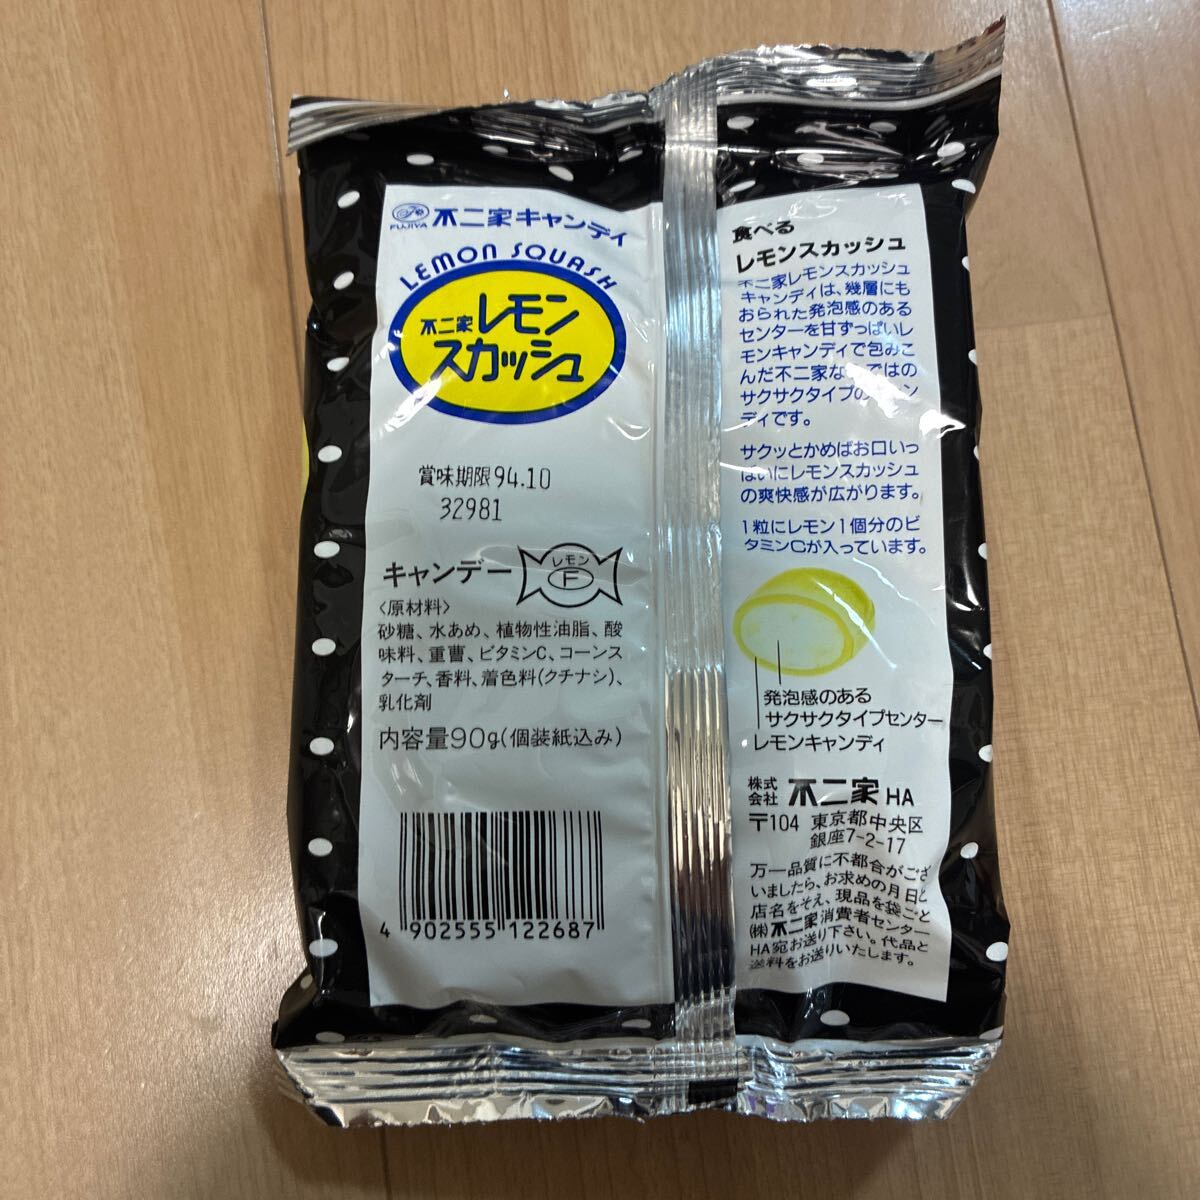 FUJIYA 不二家キャンディ
LEMON SQUASH
不二家レモン
スカッシュ
賞味期限94.10
32981
キャンデー
レモン
F
〈原材料〉
砂糖、水あめ、植物性油脂、酸
味料、重曹、ビタミンC、コーンス
ターチ、香料、着色料(クチナシ)、
乳化剤
内容量90g(個装紙込み)
4 902555 122687
食べる
レモンスカッシュ
不二家レモンスカッシュ
キャンディは、幾層にも
おられた発泡感のある
センターを甘ずっぱいレ
モンキャンディで包みこ
んだ不二家な ではの
サクサクタイプの ャン
ディです。
サクッとかめばお口いっ
ぱいにレモンスカッシュ
の爽快感が広がります。
1粒にレモン1個分のビ
タミンCが入っています。
発泡感のある
サクサクタイプセンター
レモンキャンディ
株式
会社 不二家 HA
〒104 東京都中央区
銀座7-2-17
万一品質に不都合がござ
いましたら、お求めの月日と
店名をそえ、現品を袋ごと
(株)不二家消費者センター
HA宛お送り下さい。代品と
送料をお送りいたします。